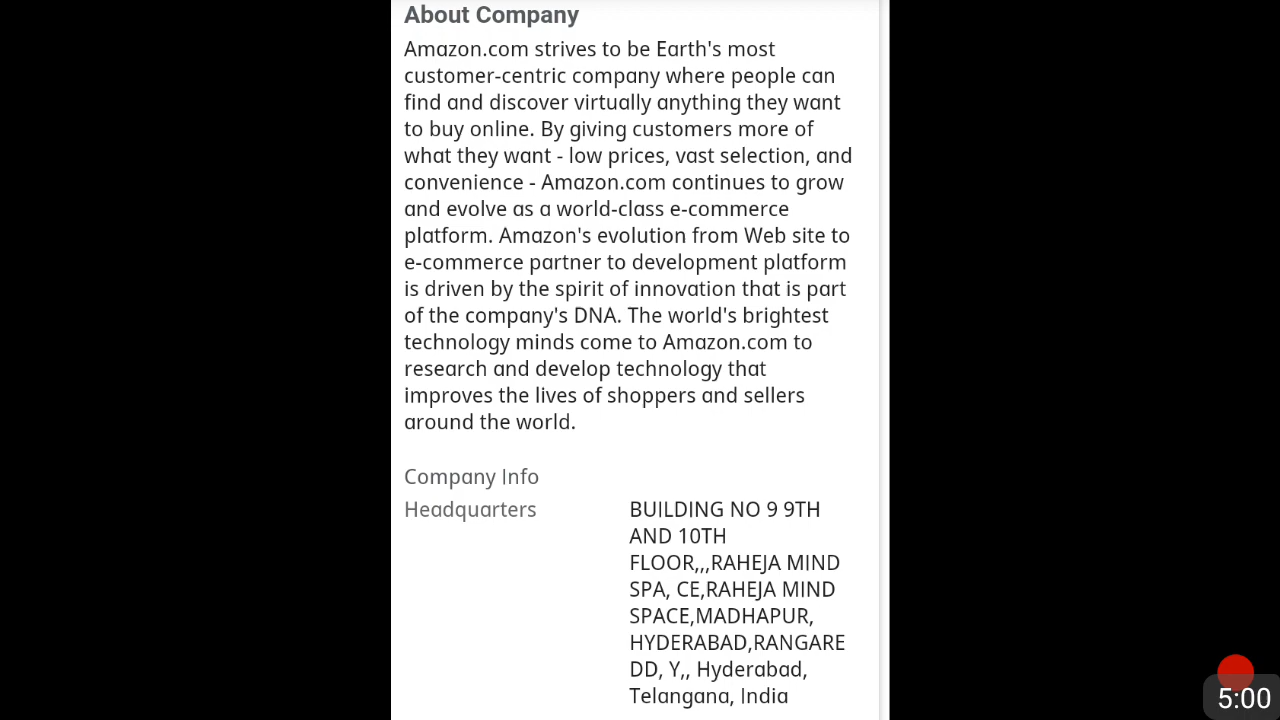 About Company
Amazon.com strives to be Earth's most
customer-centric company where people can
find and discover virtually anything they want
to buy online. By giving customers more of
what they want - low prices, vast selection, and
convenience - Amazon.com continues to grow
and evolve as a world-class e-commerce
platform. Amazon's evolution from Web site to
e-commerce partner to development platform
is driven by the spirit of innovation that is part
of the company's DNA. The world's brightest
technology minds come to Amazon.com to
research and develop technology that
improves the lives of shoppers and sellers
around the world.
Company Info
Headquarters BUILDING NO 9 9TH
AND 10TH
FLOOR,,,RAHEJA MIND
SPA, CE,RAHEJA MIND
SPACE,MADHAPUR,
HYDERABAD,RANGARE
DD, Y,, Hyderabad,
Telangana, India
5:00